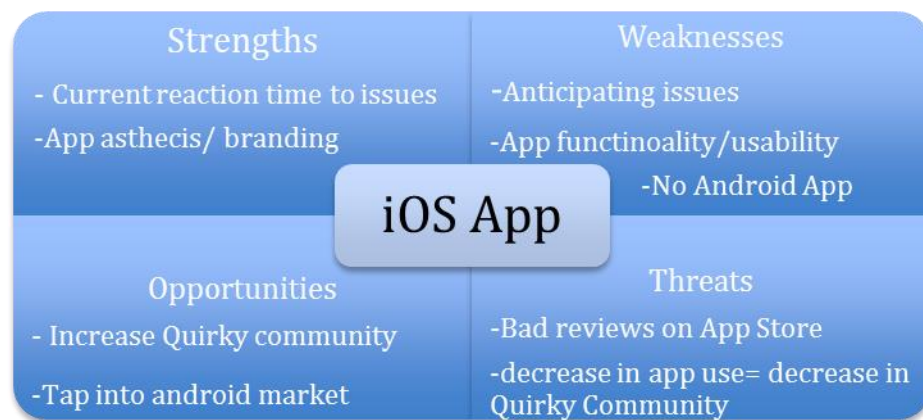 Strengths
- Current reaction time to issues
-App asthecis/ branding
Weaknesses
-Anticipating issues
-App functinoality/usability
-No Android App
iOS App
Opportunities
- Increase Quirky community
-Tap into android market
Threats
-Bad reviews on App Store
-decrease in app use= decrease in
Quirky Community